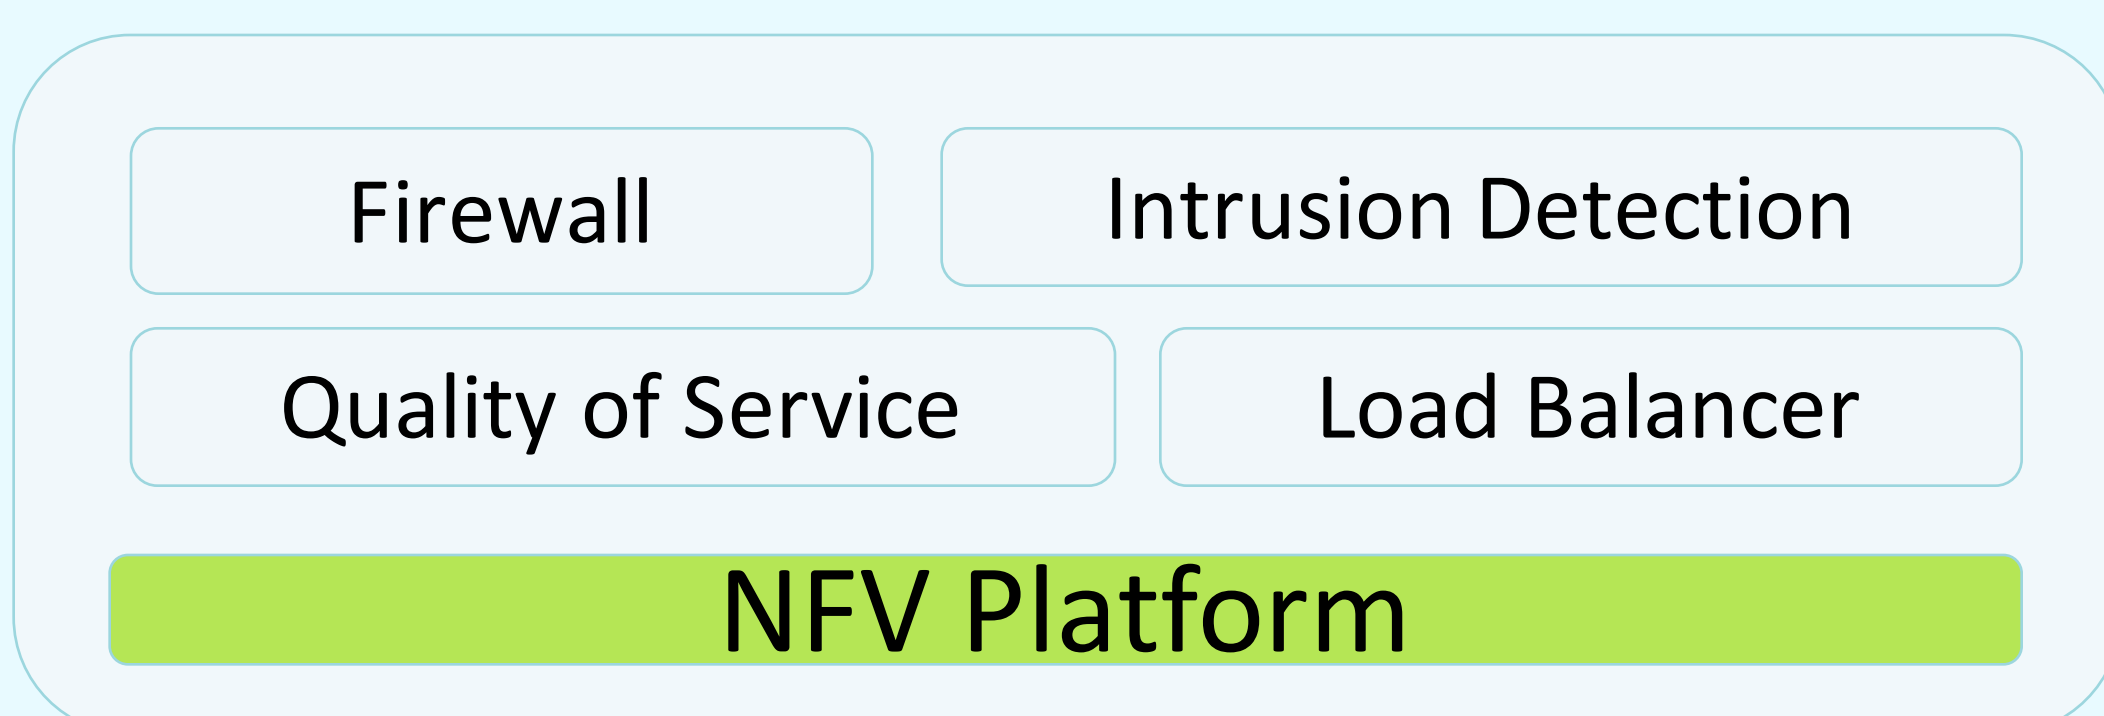 Firewall
Intrusion Detection
Quality of Service
Load Balancer
NFV Platform